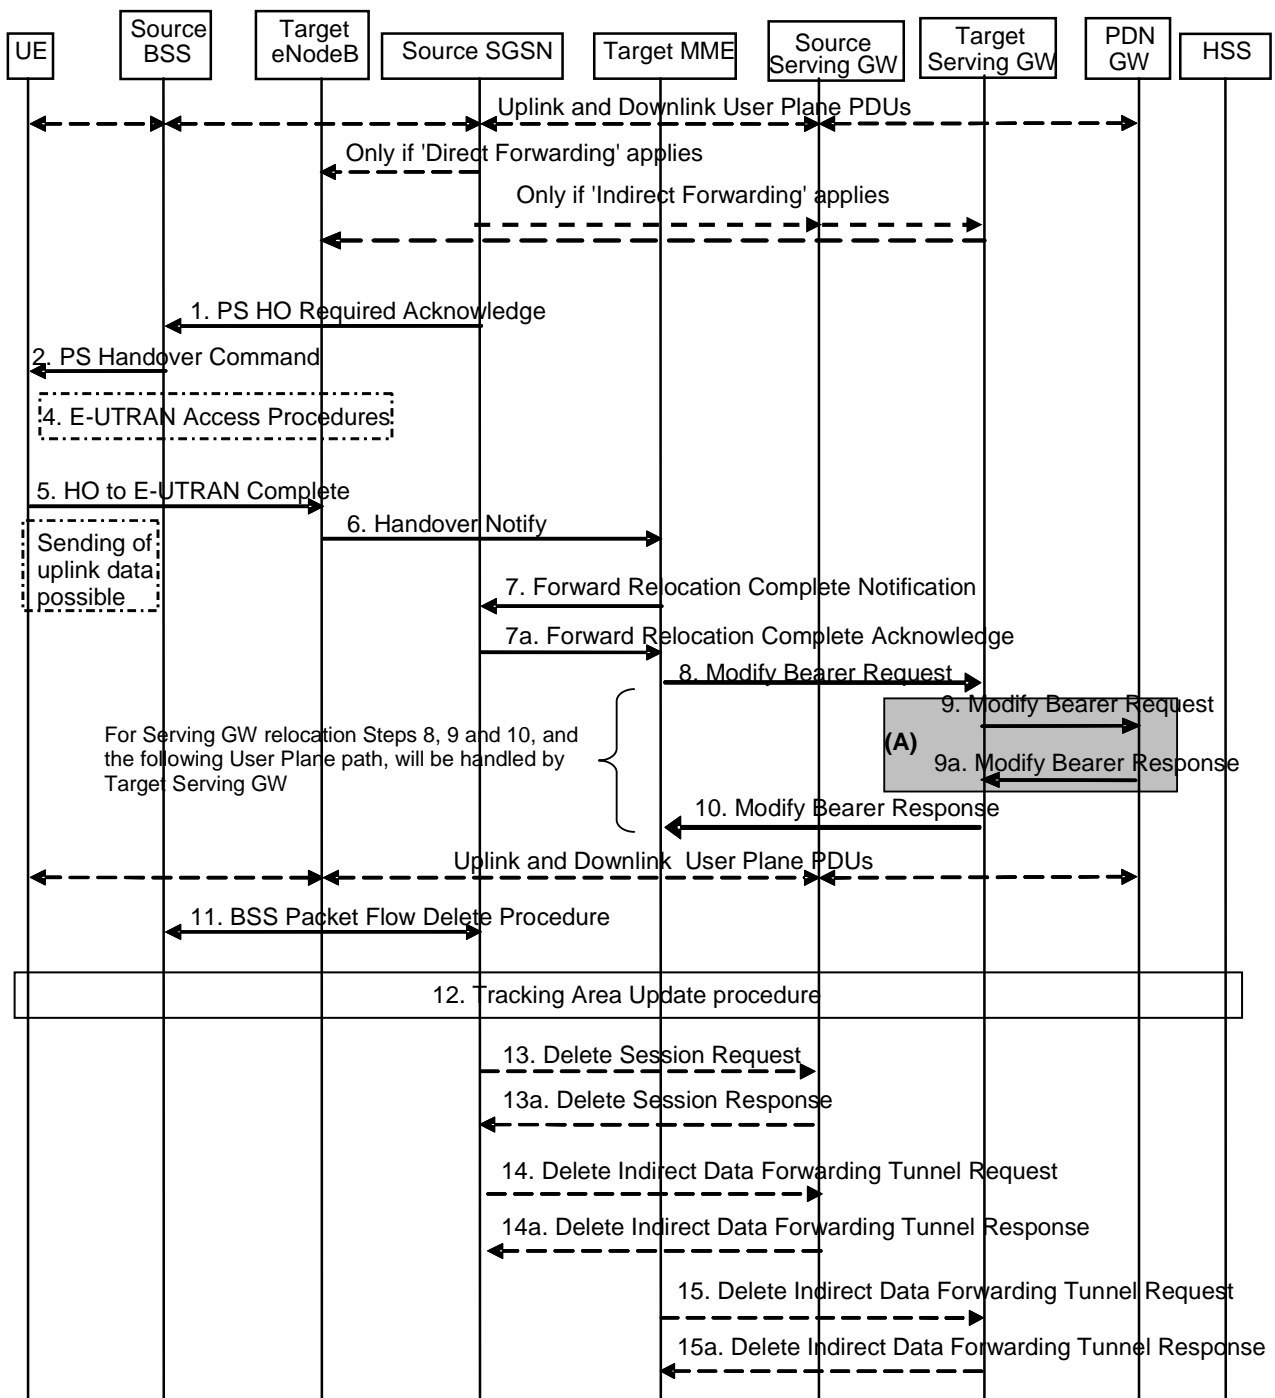 UE
Source
BSS
Target
eNodeB
Source SGSN
Target MME
Source
Serving GW
Target
Serving GW
PDN
GW
HSS
Uplink and Downlink User Plane PDUs
Only if 'Direct Forwarding' applies
Only if 'Indirect Forwarding' applies
1. PS HO Required Acknowledge
2. PS Handover Command
4. E-UTRAN Access Procedures
5. HO to E-UTRAN Complete
6. Handover Notify
Sending of
uplink data
possible
7. Forward Relocation Complete Notification
7a. Forward Relocation Complete Acknowledge
8. Modify Bearer Request
9. Modify Bearer Request
(A)
For Serving GW relocation Steps 8, 9 and 10, and
the following User Plane path, will be handled by
Target Serving GW
9a. Modify Bearer Response
10. Modify Bearer Response
Uplink and Downlink User Plane PDUs
11. BSS Packet Flow Delete Procedure
12. Tracking Area Update procedure
13. Delete Session Request
13a. Delete Session Response
14. Delete Indirect Data Forwarding Tunnel Request
14a. Delete Indirect Data Forwarding Tunnel Response
15. Delete Indirect Data Forwarding Tunnel Request
15a. Delete Indirect Data Forwarding Tunnel Response